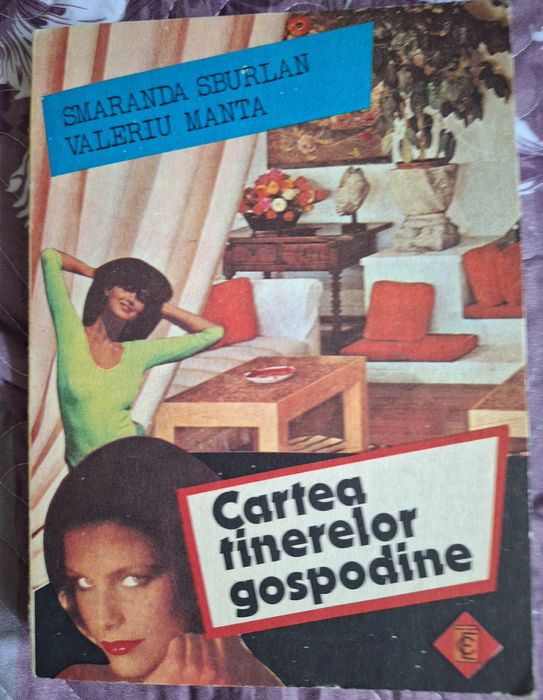 SMARANDA SBURLAN
VALERIU MANTA
Cartea
tinerelor
gospodine